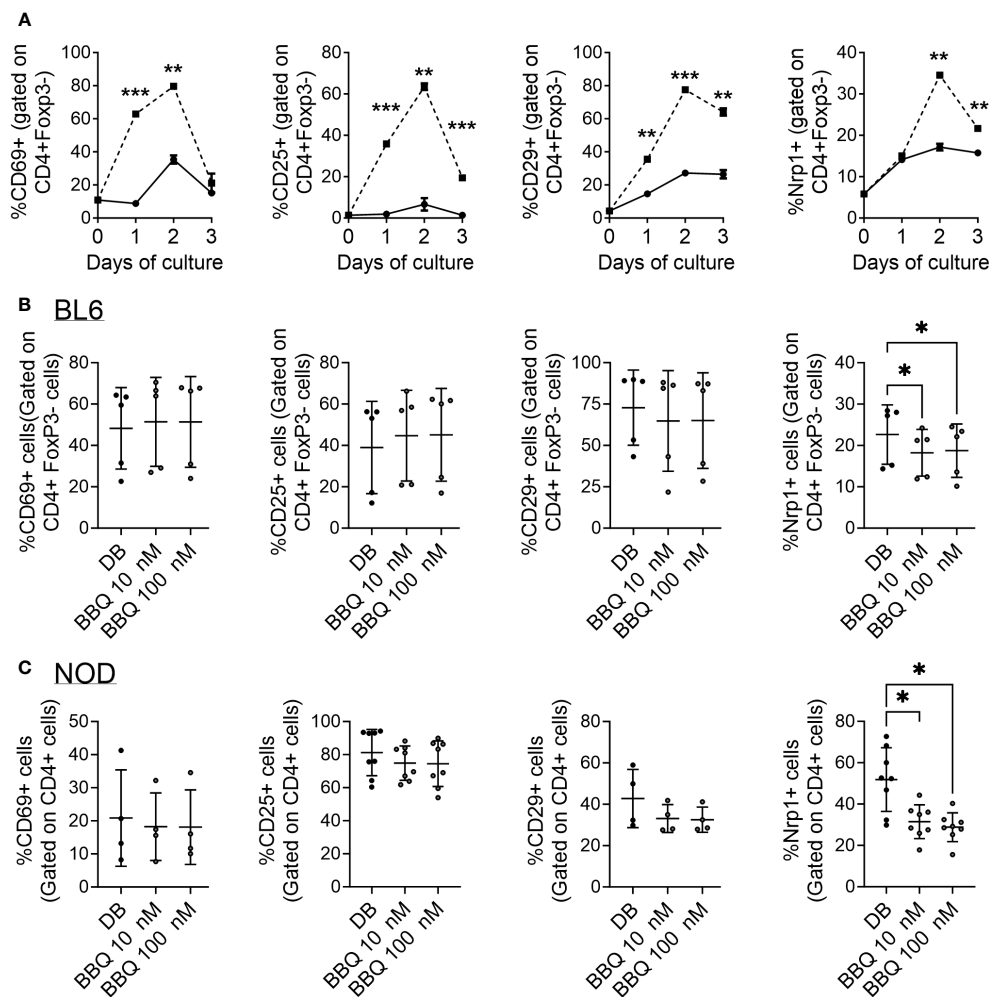 A
%CD69+ (gated on
CD4+Foxp3-)
100
80
60
40
20
0
***
**
0 1 2 3
Days of culture
%CD25+ (gated on
CD4+Foxp3-)
80
60
40
20
0
***
**
***
0 1 2 3
Days of culture
%CD29+ (gated on
CD4+Foxp3-)
100
80
60
40
20
0
**
***
**
0 1 2 3
Days of culture
%Nrp1+ (gated on
CD4+Foxp3-)
40
30
20
10
0
**
**
0 1 2 3
Days of culture
B BL6
%CD69+ cells(Gated on
CD4+ FoxP3- cells)
80
60
40
20
0
DB
BBQ 10 nM
BBQ 100 nM
%CD25+ cells (Gated on
CD4+ FoxP3- cells)
80
60
40
20
0
DB
BBQ 10 nM
BBQ 100 nM
%CD29+ cells (Gated on
CD4+ FoxP3- cells)
100
75
50
25
0
DB
BBQ 10 nM
BBQ 100 nM
%Nrp1+ cells (Gated on
CD4+ FoxP3- cells)
40
30
20
10
0
*
*
DB
BBQ 10 nM
BBQ 100 nM
C NOD
%CD69+ cells
(Gated on CD4+ cells)
50
40
30
20
10
0
DB
BBQ 10 nM
BBQ 100 nM
%CD25+ cells
(Gated on CD4+ cells)
100
80
60
40
20
0
DB
BBQ 10 nM
BBQ 100 nM
%CD29+ cells
(Gated on CD4+ cells)
80
60
40
20
0
DB
BBQ 10 nM
BBQ 100 nM
%Nrp1+ cells
(Gated on CD4+ cells)
80
60
40
20
0
*
*
DB
BBQ 10 nM
BBQ 100 nM